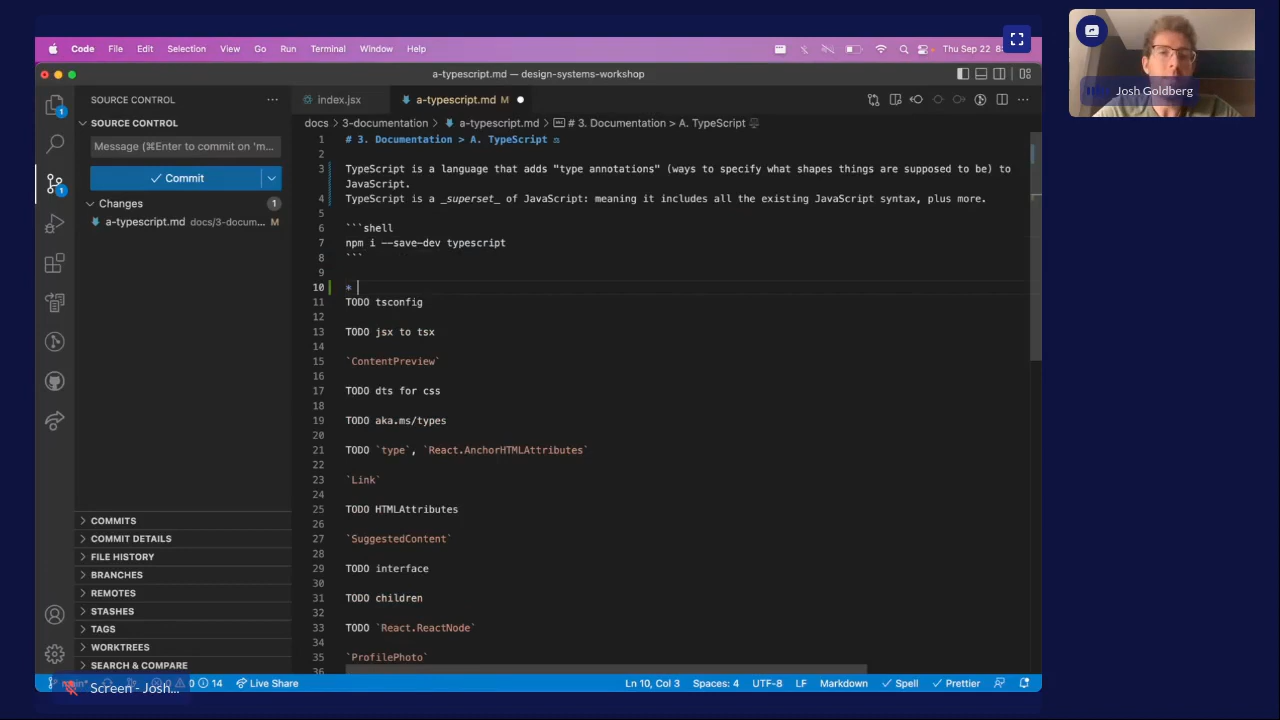 Code File Edit Selection View Go Run Terminal Window Help
Thu Sep 22
a-typescript.md — design-systems-workshop
Josh Goldberg
SOURCE CONTROL
index.jsx
a-typescript.md M
SOURCE CONTROL
docs > 3-documentation > a-typescript.md > # 3. Documentation > A. TypeScript
Message (⌘Enter to commit on 'm...
Commit
Changes 1
a-typescript.md docs/3-docum... M
1 # 3. Documentation > A. TypeScript
2
3 TypeScript is a language that adds "type annotations" (ways to specify what shapes things are supposed to be) to
JavaScript.
4 TypeScript is a _superset_ of JavaScript: meaning it includes all the existing JavaScript syntax, plus more.
5
6 ```shell
7 npm i --save-dev typescript
8 ```
9
10 *
11 TODO tsconfig
12
13 TODO jsx to tsx
14
15 `ContentPreview`
16
17 TODO dts for css
18
19 TODO aka.ms/types
20
21 TODO `type`, `React.AnchorHTMLAttributes`
22
23 `Link`
24
25 TODO HTMLAttributes
26
27 `SuggestedContent`
28
29 TODO interface
30
31 TODO children
32
33 TODO `React.ReactNode`
34
35 `ProfilePhoto`
36
COMMITS
COMMIT DETAILS
FILE HISTORY
BRANCHES
REMOTES
STASHES
TAGS
WORKTREES
SEARCH & COMPARE
Screen - Josh...
14
Live Share
Ln 10, Col 3
Spaces: 4
UTF-8
LF
Markdown
Spell
Prettier